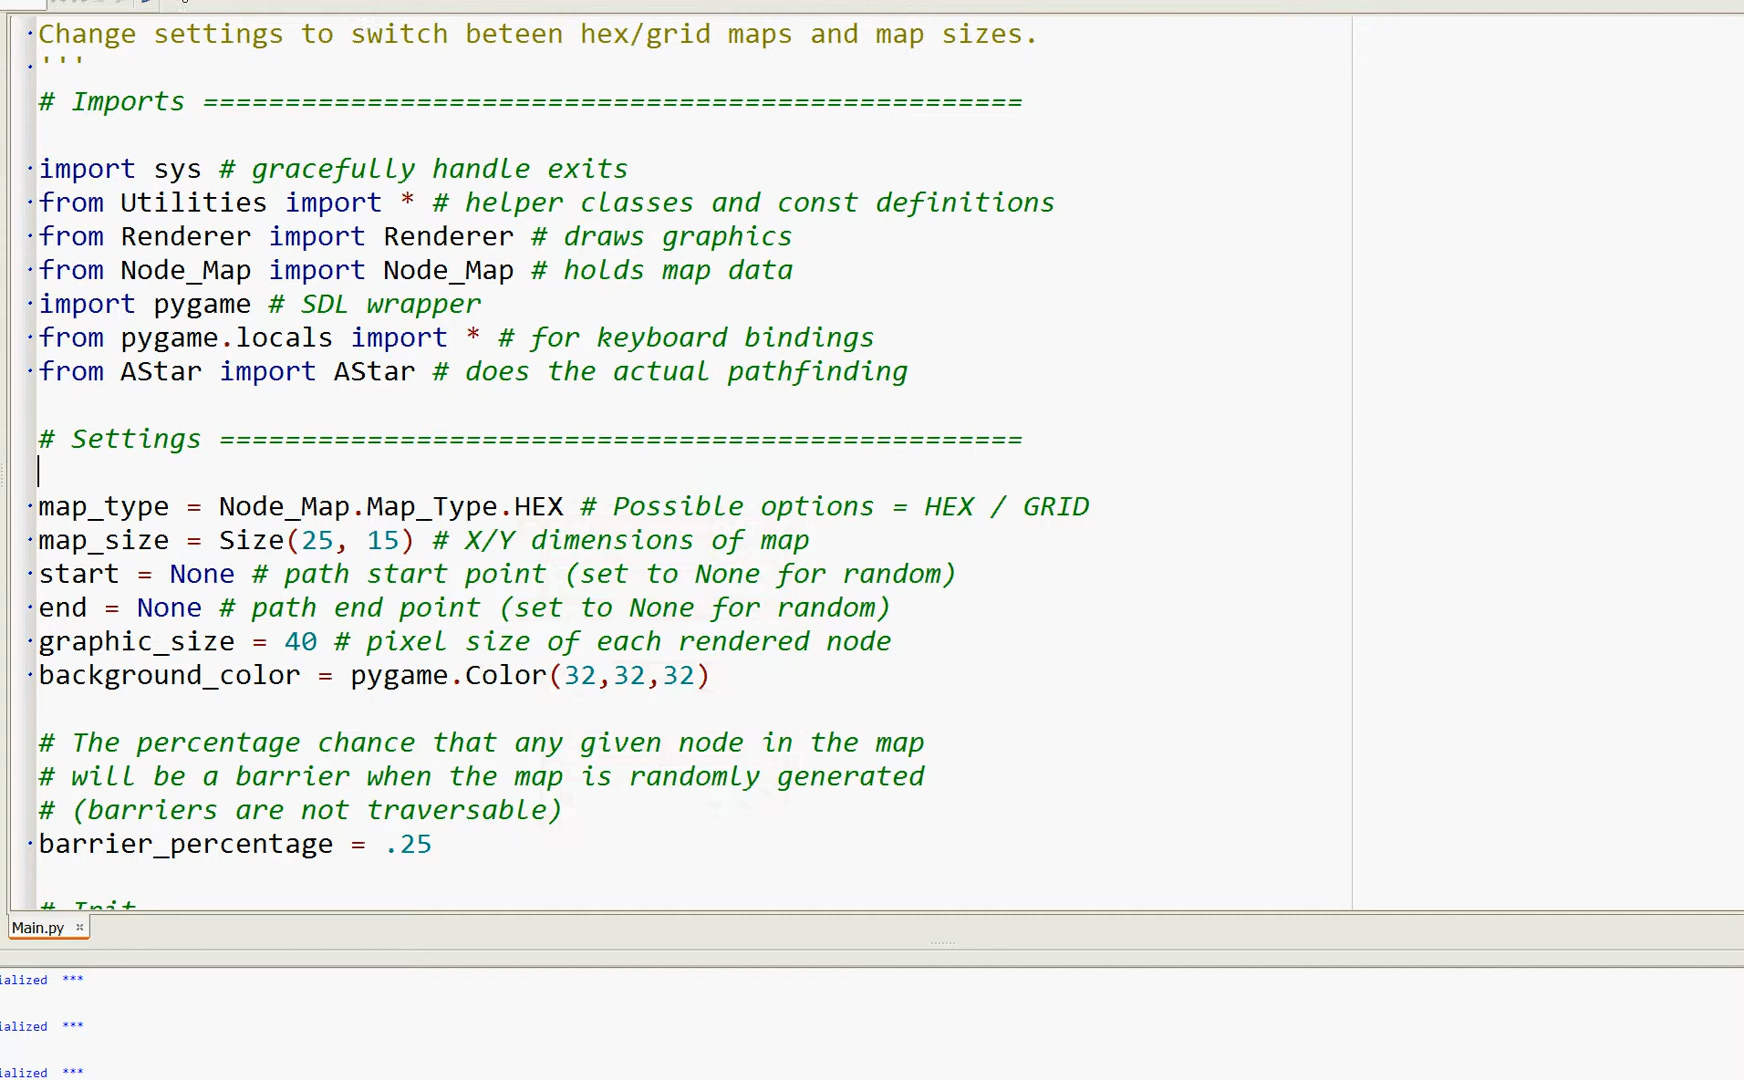 Change settings to switch beteen hex/grid maps and map sizes.
'''
# Imports ==================================================
import sys # gracefully handle exits
from Utilities import * # helper classes and const definitions
from Renderer import Renderer # draws graphics
from Node_Map import Node_Map # holds map data
import pygame # SDL wrapper
from pygame.locals import * # for keyboard bindings
from AStar import AStar # does the actual pathfinding
# Settings =================================================
map_type = Node_Map.Map_Type.HEX # Possible options = HEX / GRID
map_size = Size(25, 15) # X/Y dimensions of map
start = None # path start point (set to None for random)
end = None # path end point (set to None for random)
graphic_size = 40 # pixel size of each rendered node
background_color = pygame.Color(32,32,32)
# The percentage chance that any given node in the map
# will be a barrier when the map is randomly generated
# (barriers are not traversable)
barrier_percentage = .25
# Init
Main.py
ialized ***
ialized ***
ialized ***